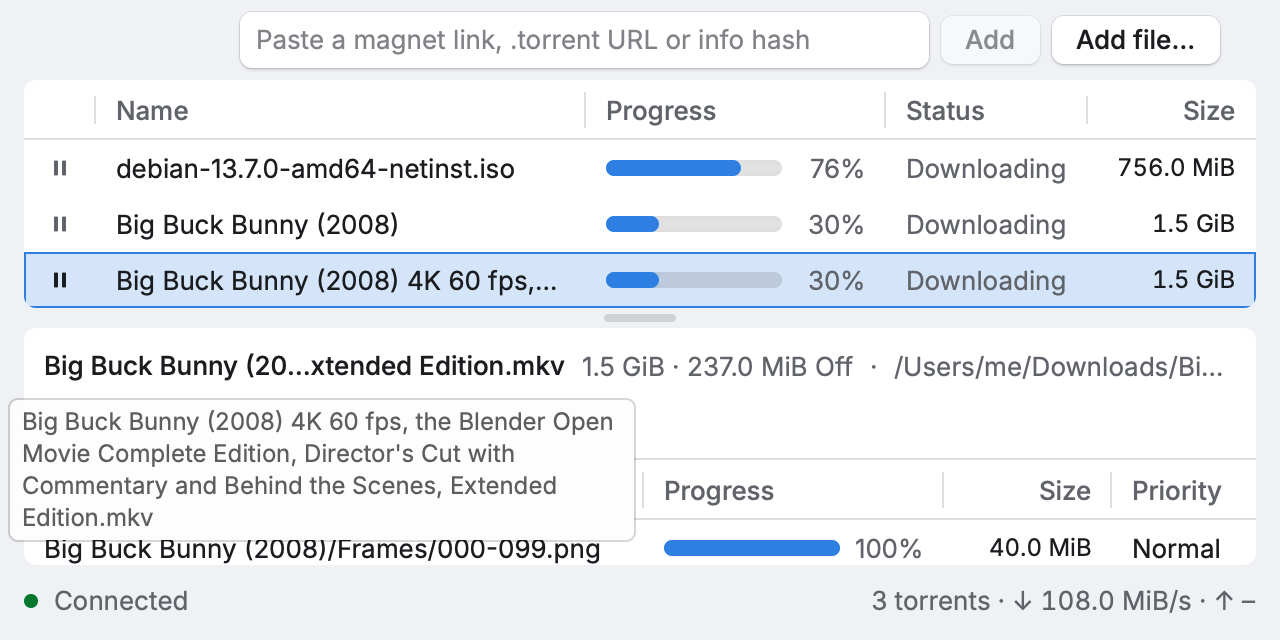 Paste a magnet link, .torrent URL or info hash
Add
Add file...
Name
Progress
Status
Size
debian-13.7.0-amd64-netinst.iso
76%
Downloading
756.0 MiB
Big Buck Bunny (2008)
30%
Downloading
1.5 GiB
Big Buck Bunny (2008) 4K 60 fps,...
30%
Downloading
1.5 GiB
Big Buck Bunny (20...xtended Edition.mkv
1.5 GiB · 237.0 MiB Off · /Users/me/Downloads/Bi...
Big Buck Bunny (2008) 4K 60 fps, the Blender Open
Movie Complete Edition, Director's Cut with
Commentary and Behind the Scenes, Extended
Edition.mkv
Progress
Size
Priority
Big Buck Bunny (2008)/Frames/000-099.png
100%
40.0 MiB
Normal
Connected
3 torrents · ↓ 108.0 MiB/s · ↑ –